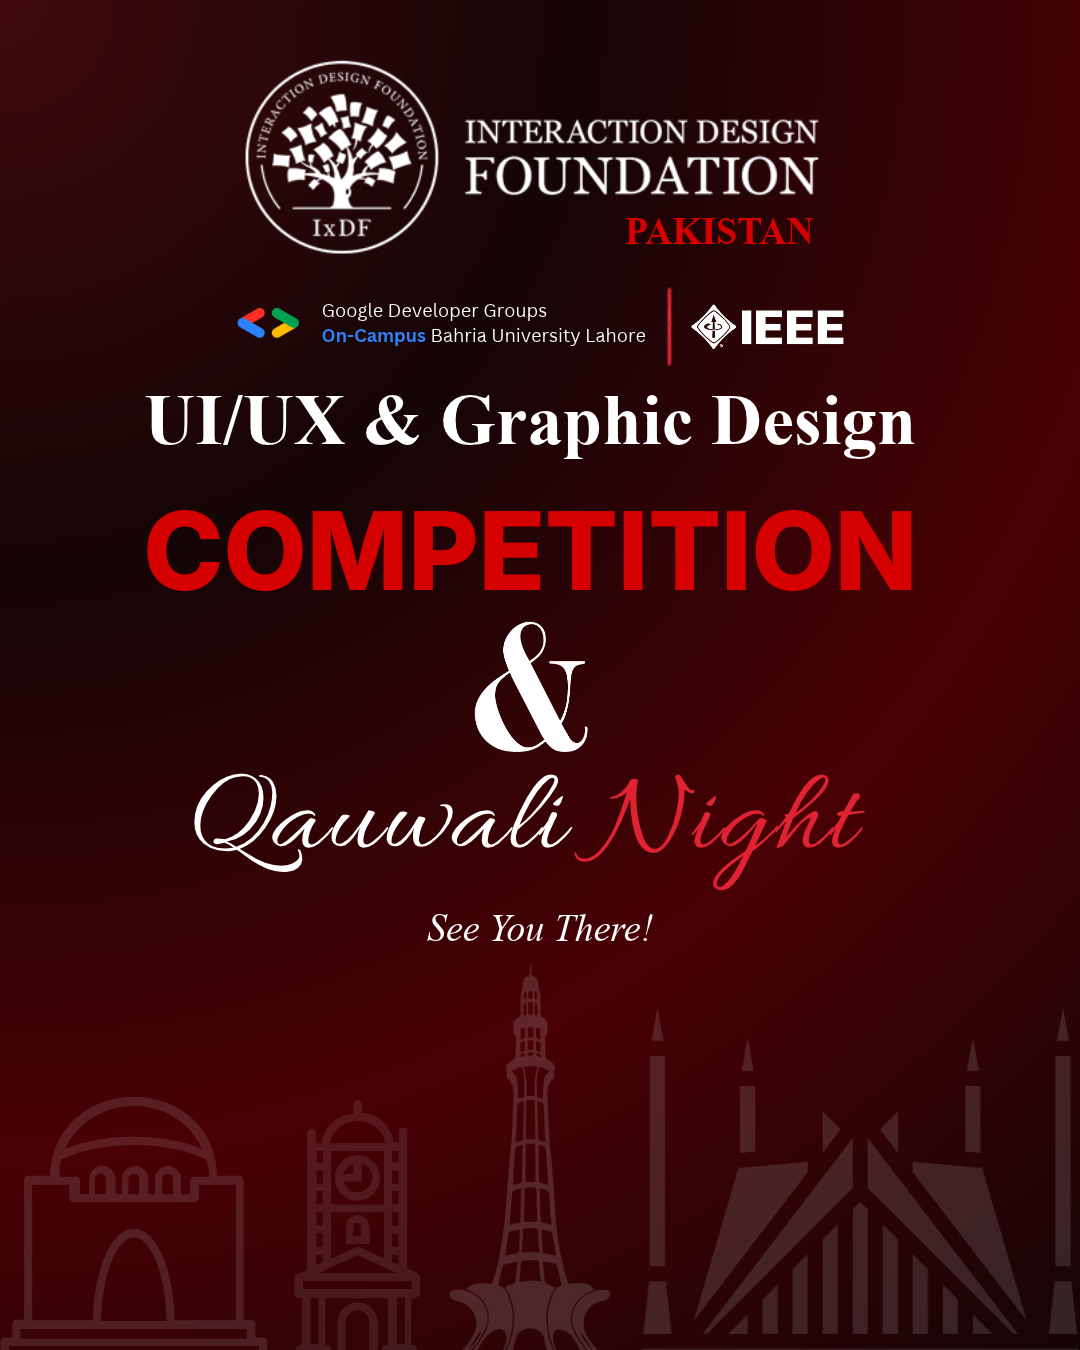 INTERACTION DESIGN FOUNDATION
IxDF
INTERACTION DESIGN
FOUNDATION
PAKISTAN
Google Developer Groups
On-Campus Bahria University Lahore
IEEE
UI/UX & Graphic Design
COMPETITION
&
Qauwali Night
See You There!